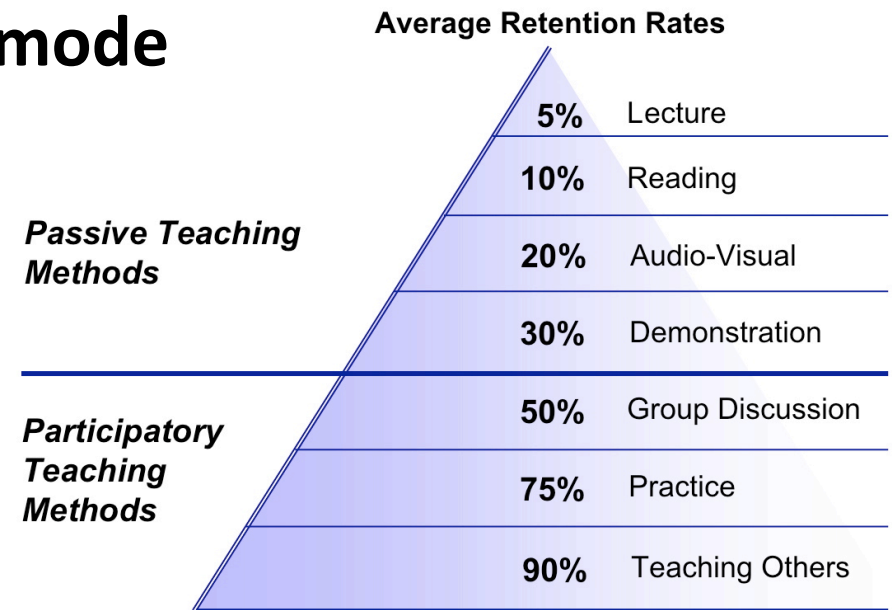 mode
Average Retention Rates
5% Lecture
10% Reading
Passive Teaching
Methods
20% Audio-Visual
30% Demonstration
50% Group Discussion
Participatory
Teaching
Methods
75% Practice
90% Teaching Others